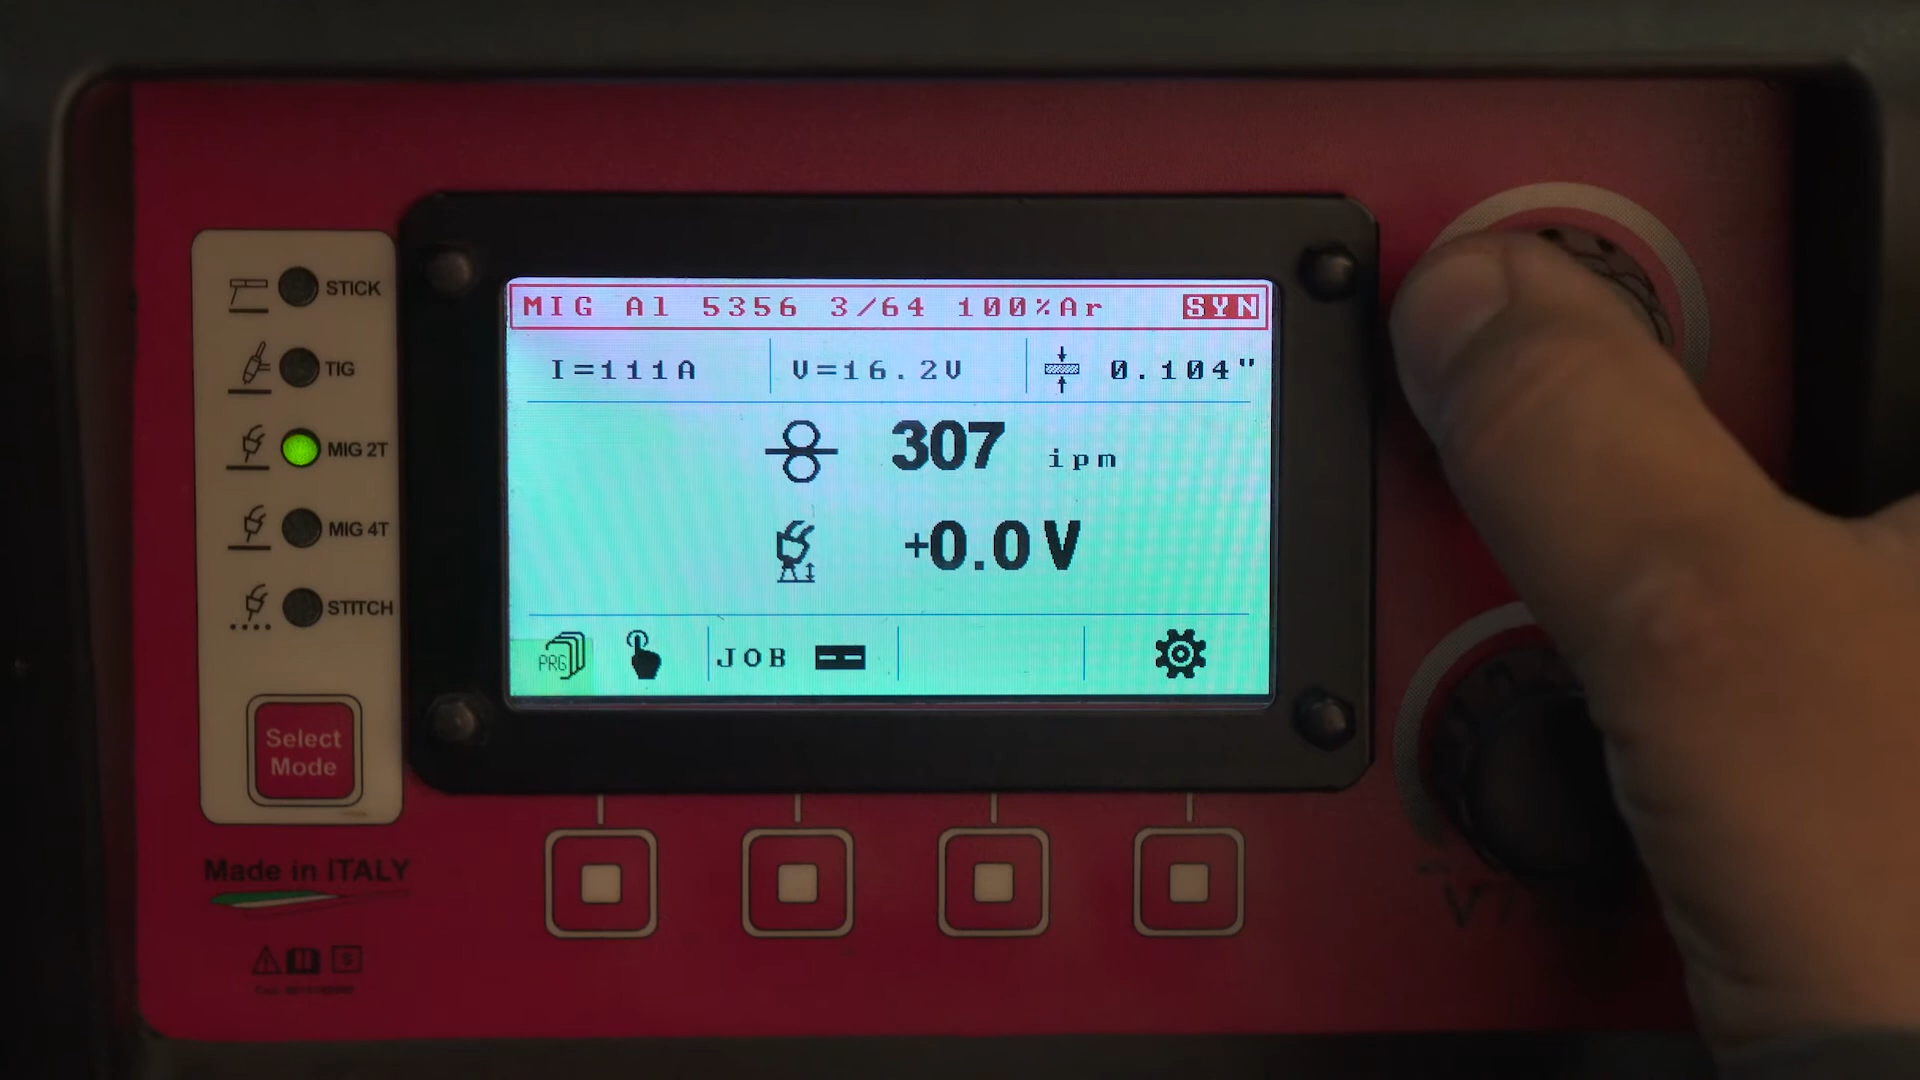 STICK
TIG
MIG 2T
MIG 4T
STITCH
Select
Mode
Made in ITALY
MIG Al 5356 3/64 100%Ar SYN
I=111A V=16.2V 0.104"
307 ipm
+0.0 V
PRG JOB
S
V